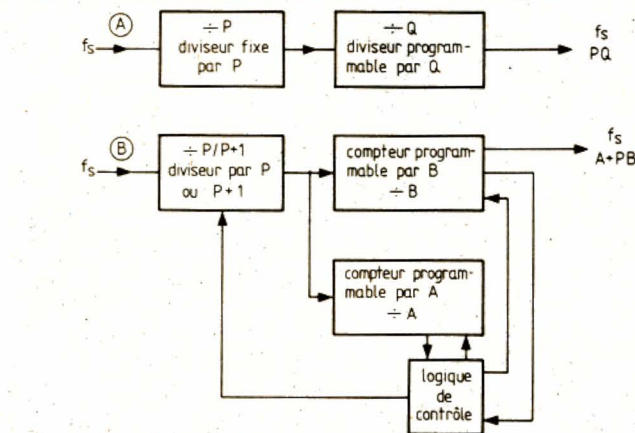 A
fs
÷ P
diviseur fixe
par P
÷ Q
diviseur program-
mable par Q
fs
PQ
B
fs
÷ P/P+1
diviseur par P
ou P+1
compteur program-
mable par B
÷ B
fs
A+PB
compteur program-
mable par A
÷ A
logique
de
contrôle